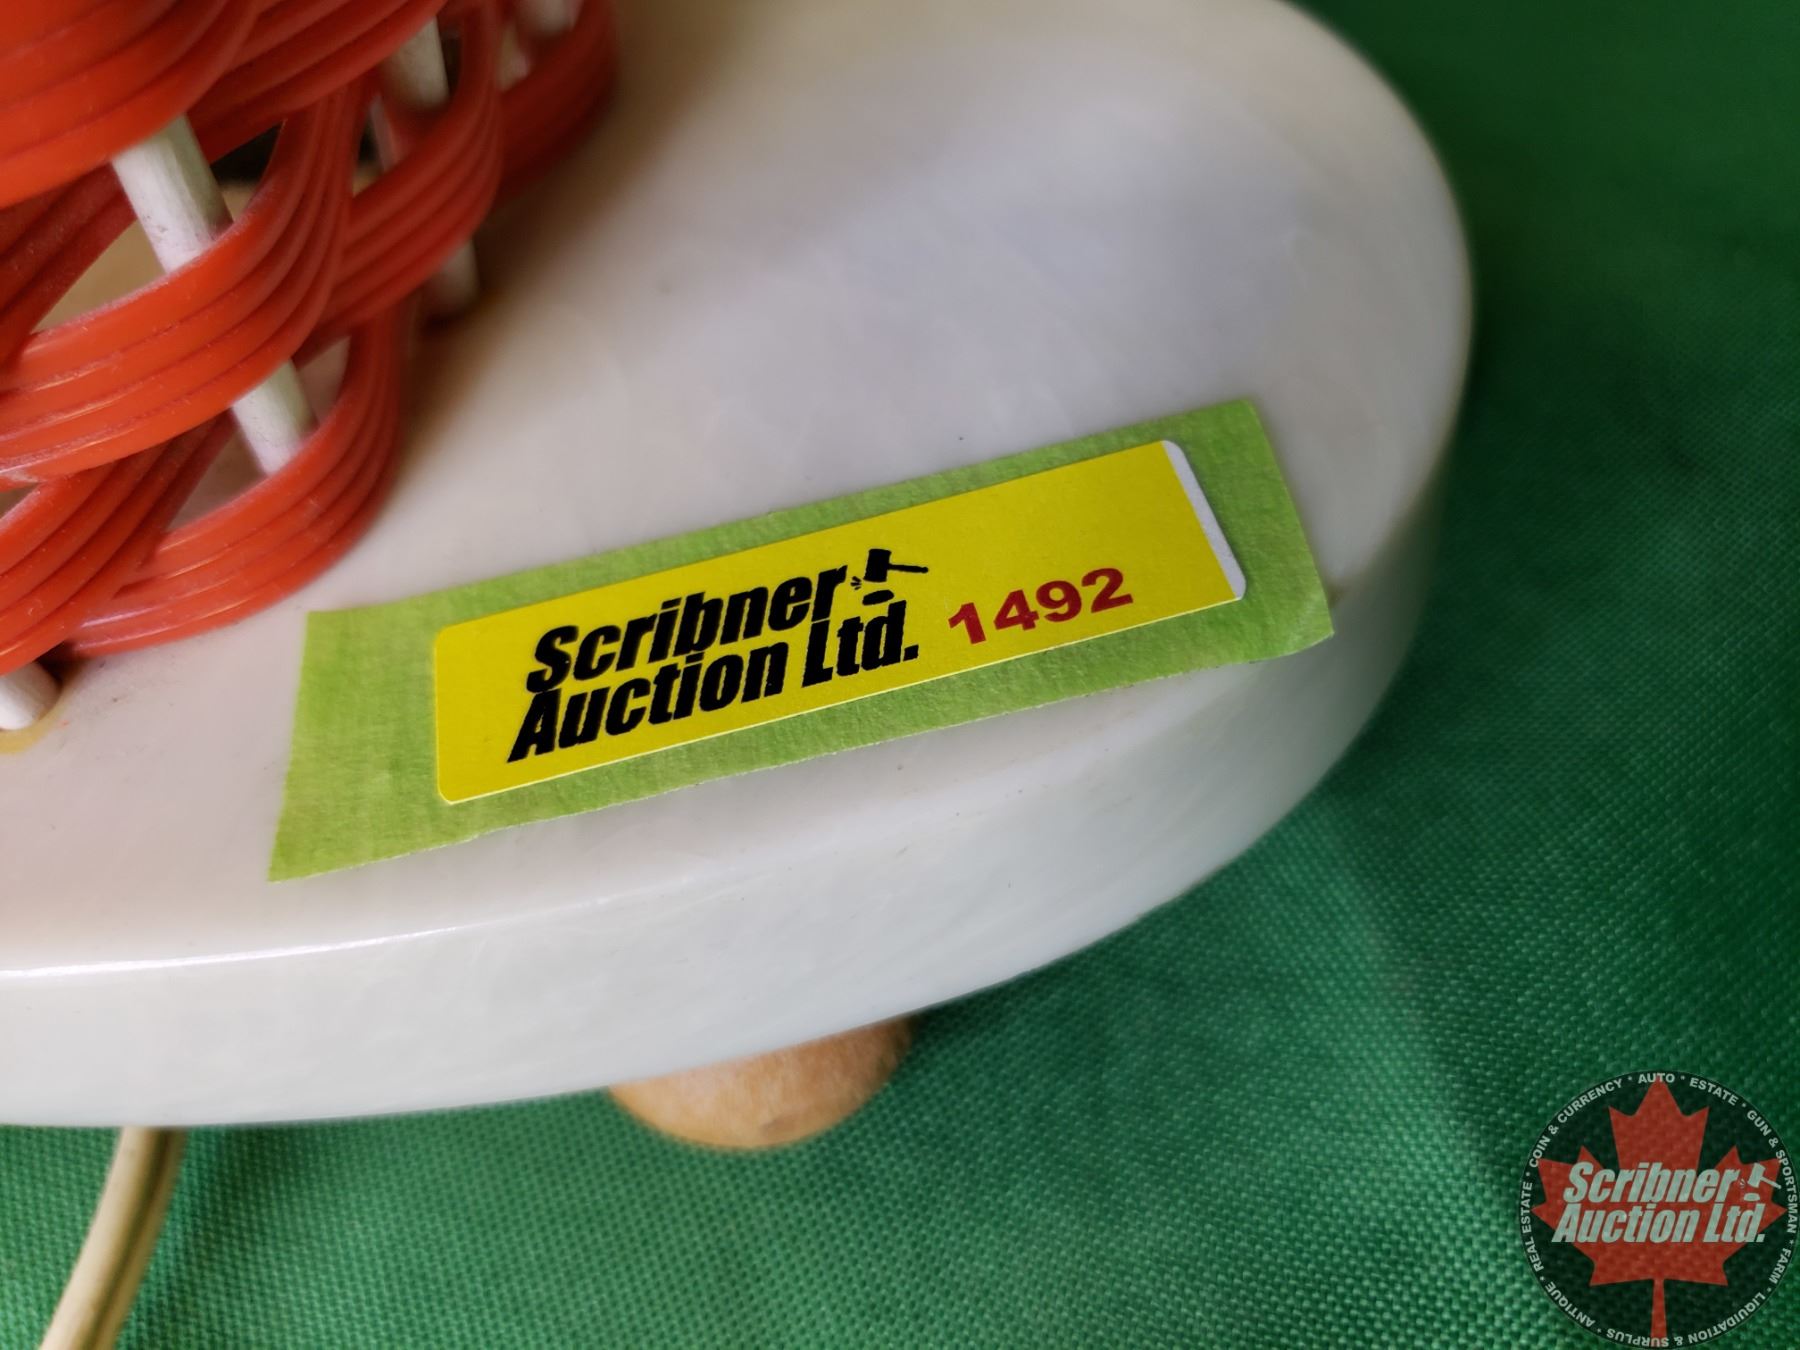 Scribner
Auction Ltd.
1492
COIN & CURRENCY * AUTO * ESTATE * GUN & SPORTSMAN * FARM * LIQUIDATION & SURPLUS * ANTIQUE * REAL ESTATE *
Scribner
Auction Ltd.